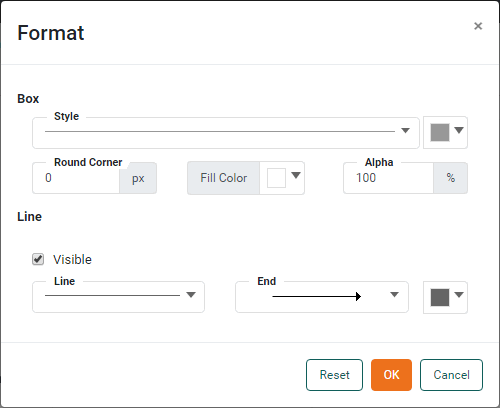 Format
×
Box
Style
Round Corner
0 px
Fill Color
Alpha
100 %
Line
Visible
Line
End
Reset OK Cancel